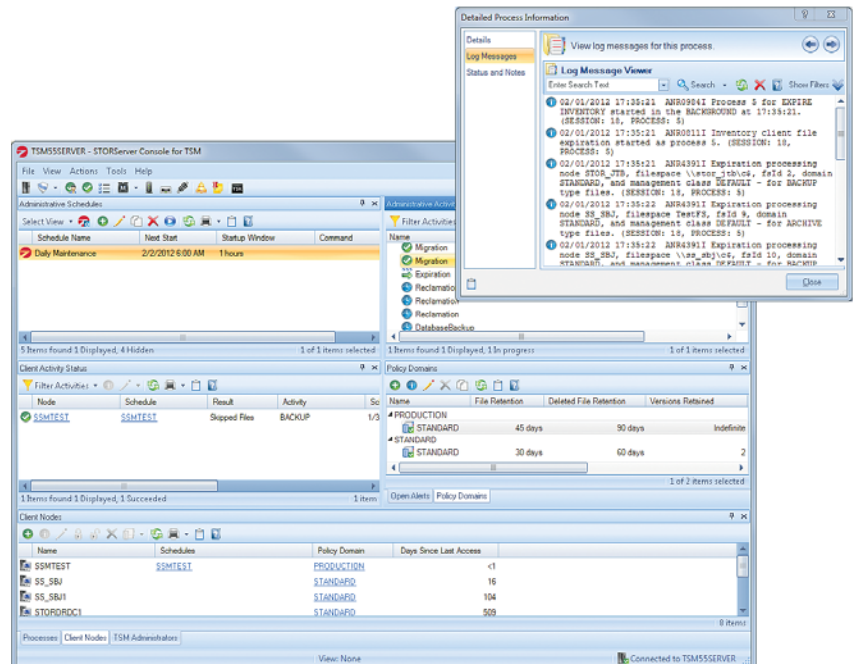 Detailed Process Information
Details
Log Messages
Status and Notes
View log messages for this process.
Log Message Viewer
Enter Search Text
Search
Show Filters
02/01/2012 17:35:21 ANR0984I Process 5 for EXPIRE
INVENTORY started in the BACKGROUND at 17:35:21.
(SESSION: 18, PROCESS: 5)
02/01/2012 17:35:21 ANR0811I Inventory client file
expiration started as process 5. (SESSION: 18,
PROCESS: 5)
02/01/2012 17:35:21 ANR4391I Expiration processing
node STOR_JTB, filespace \\stor_jtb\c$, fsId 2, domain
STANDARD, and management class DEFAULT - for BACKUP
type files. (SESSION: 18, PROCESS: 5)
02/01/2012 17:35:22 ANR4391I Expiration processing
node SS_SBJ, filespace TestFS, fsId 9, domain
STANDARD, and management class DEFAULT - for ARCHIVE
type files. (SESSION: 18, PROCESS: 5)
02/01/2012 17:35:22 ANR4391I Expiration processing
node SS_SBJ, filespace \\ss_sbj\c$, fsId 10, domain
STANDARD, and management class DEFAULT - for BACKUP
Close
TSM55SERVER - STORServer Console for TSM
File View Actions Tools Help
Administrative Schedules
Select View
Schedule Name Next Start Startup Window Command
Daily Maintenance 2/2/2012 6:00 AM 1 hours
5 Items found 1 Displayed, 4 Hidden 1 of 1 items selected
Administrative Activity
Filter Activities
Name
Migration
Migration
Expiration
Reclamation
Reclamation
Reclamation
DatabaseBackup
1 Items found 1 Displayed, 1 In progress 1 of 1 items selected
Client Activity Status
Filter Activities
Node Schedule Result Activity Sc
SSMTEST SSMTEST Skipped Files BACKUP 1/3
1 Items found 1 Displayed, 1 Succeeded 1 item
Policy Domains
Name File Retention Deleted File Retention Versions Retained
PRODUCTION
STANDARD 45 days 90 days Indefinite
STANDARD
STANDARD 30 days 60 days 2
1 of 2 items selected
Open Alerts Policy Domains
Client Nodes
Name Schedules Policy Domain Days Since Last Access
SSMTEST SSMTEST PRODUCTION <1
SS_SBJ STANDARD 16
SS_SBJ1 STANDARD 104
STORDRDC1 STANDARD 509
8 items
Processes Client Nodes TSM Administrators
View: None
Connected to TSM55SERVER